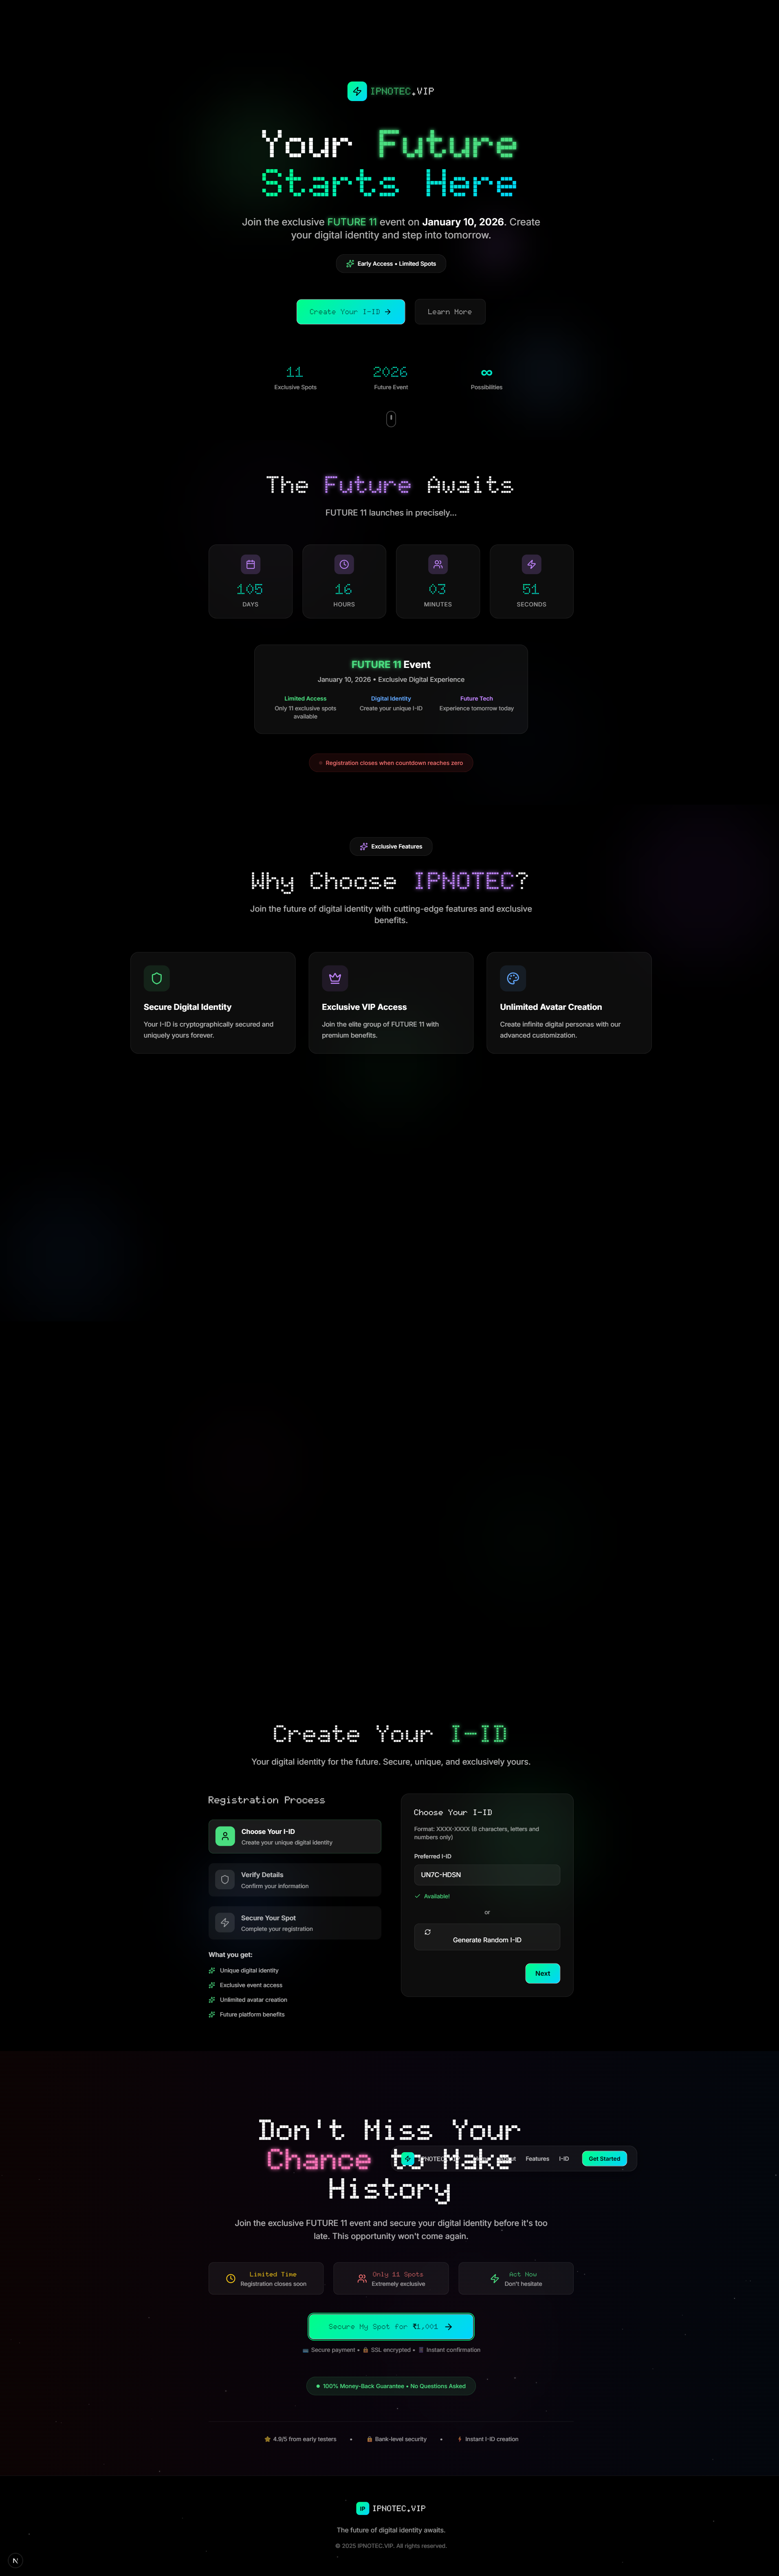 IPNOTEC.VIP
Your Future
Starts Here
Join the exclusive FUTURE 11 event on January 10, 2026. Create
your digital identity and step into tomorrow.
Early Access • Limited Spots
Create Your I-ID →
Learn More
11
Exclusive Spots
2026
Future Event
∞
Possibilities
The Future Awaits
FUTURE 11 launches in precisely...
105
DAYS
16
HOURS
03
MINUTES
51
SECONDS
FUTURE 11 Event
January 10, 2026 • Exclusive Digital Experience
Limited Access
Only 11 exclusive spots
available
Digital Identity
Create your unique I-ID
Future Tech
Experience tomorrow today
Registration closes when countdown reaches zero
Exclusive Features
Why Choose IPNOTEC?
Join the future of digital identity with cutting-edge features and exclusive
benefits.
Secure Digital Identity
Your I-ID is cryptographically secured and
uniquely yours forever.
Exclusive VIP Access
Join the elite group of FUTURE 11 with
premium benefits.
Unlimited Avatar Creation
Create infinite digital personas with our
advanced customization.
Create Your I-ID
Your digital identity for the future. Secure, unique, and exclusively yours.
Registration Process
Choose Your I-ID
Create your unique digital identity
Verify Details
Confirm your information
Secure Your Spot
Complete your registration
What you get:
Unique digital identity
Exclusive event access
Unlimited avatar creation
Future platform benefits
Choose Your I-ID
Format: XXXX-XXXX (8 characters, letters and
numbers only)
Preferred I-ID
UN7C-HDSN
Available!
or
Generate Random I-ID
Next
Don't Miss Your
Chance to Make
History
Features
I-ID
Get Started
Join the exclusive FUTURE 11 event and secure your digital identity before it's too
late. This opportunity won't come again.
Limited Time
Registration closes soon
Only 11 Spots
Extremely exclusive
Act Now
Don't hesitate
Secure My Spot for ₹1,001 →
Secure payment • SSL encrypted • Instant confirmation
100% Money-Back Guarantee • No Questions Asked
4.9/5 from early testers • Bank-level security • Instant I-ID creation
IP IPNOTEC.VIP
The future of digital identity awaits.
© 2025 IPNOTEC.VIP. All rights reserved.
N